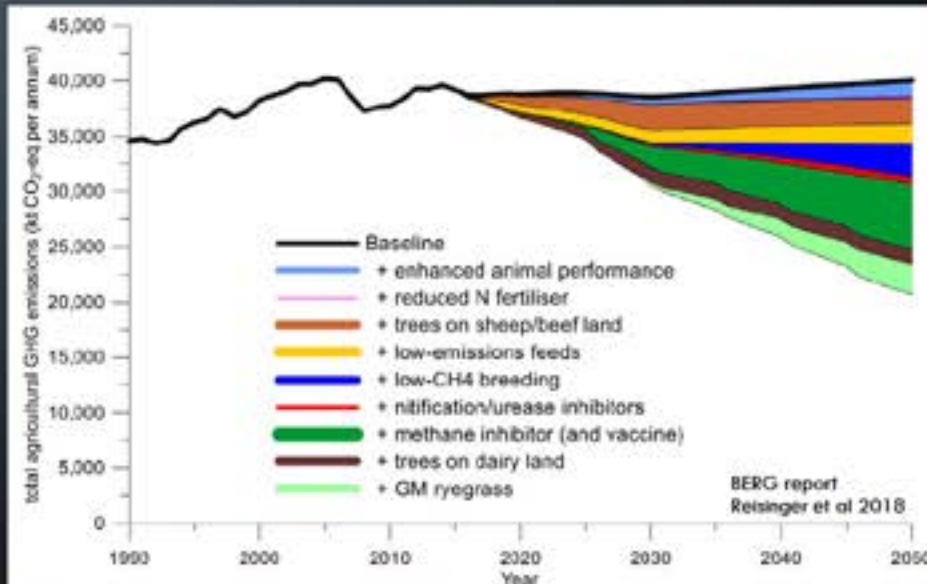 total agricultural GHG emissions (kt CO₂-eq per annum)
45,000
40,000
35,000
30,000
25,000
20,000
15,000
10,000
5,000
0
Baseline
+ enhanced animal performance
+ reduced N fertiliser
+ trees on sheep/beef land
+ low-emissions feeds
+ low-CH4 breeding
+ nitification/urease inhibitors
+ methane inhibitor (and vaccine)
+ trees on dairy land
+ GM ryegrass
BERG report
Reisinger et al 2018
1990 2000 2010 2020 2030 2040 2050
Year